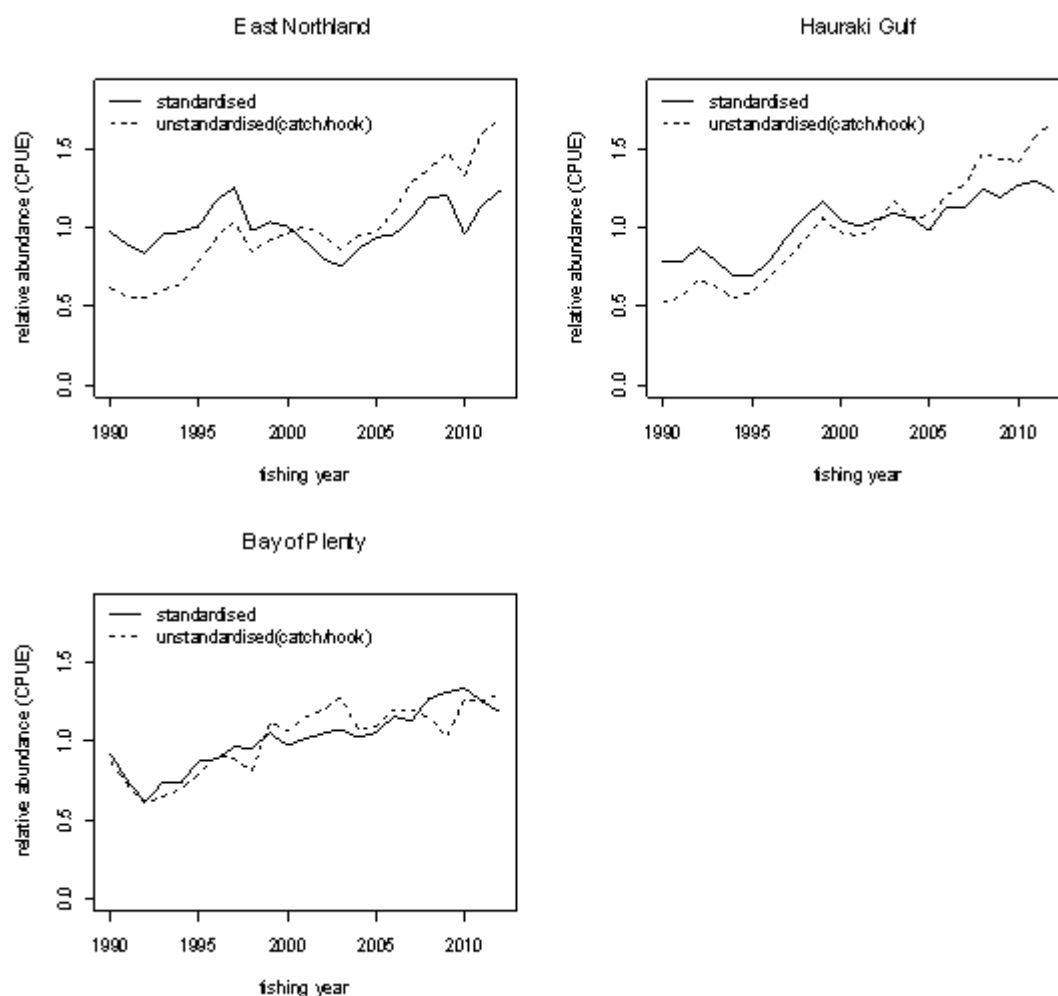 East Northland
standardised
unstandardised(catch/hook)
relative abundance (CPUE)
0.0 0.5 1.0 1.5
1990 1995 2000 2005 2010
fishing year
Hauraki Gulf
standardised
unstandardised(catch/hook)
relative abundance (CPUE)
0.0 0.5 1.0 1.5
1990 1995 2000 2005 2010
fishing year
Bay of Plenty
standardised
unstandardised(catch/hook)
relative abundance (CPUE)
0.0 0.5 1.0 1.5
1990 1995 2000 2005 2010
fishing year